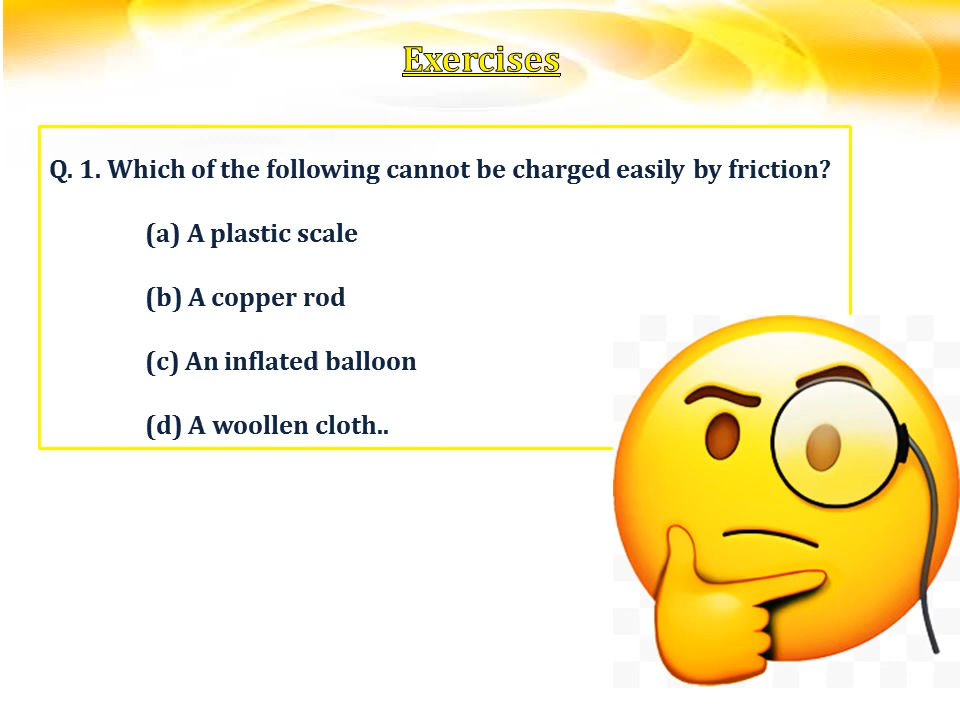 Exercises
Q. 1. Which of the following cannot be charged easily by friction?
(a) A plastic scale
(b) A copper rod
(c) An inflated balloon
(d) A woollen cloth..